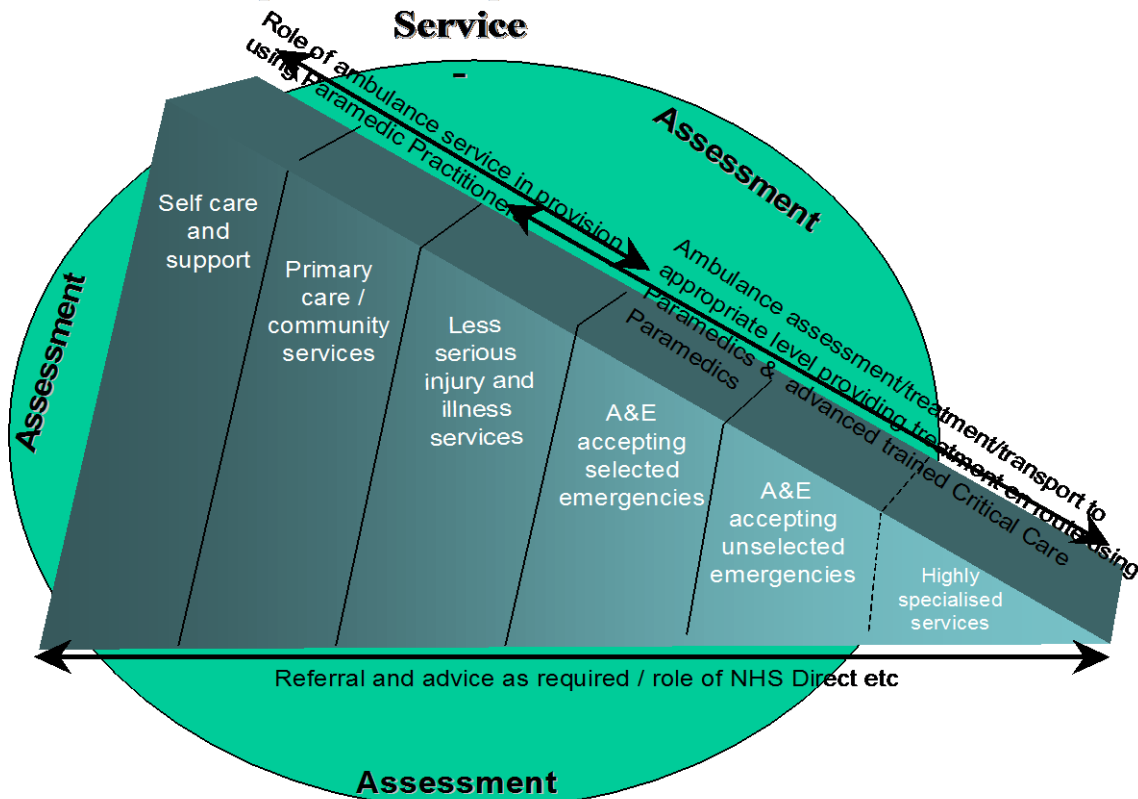 Service
-
Role of ambulance service in provision
using Paramedic Practitioner
Assessment
Ambulance assessment/treatment/transport to
appropriate level providing treatment en route using
Paramedics & advanced trained Critical Care
Paramedics
Assessment
Self care
and
support
Primary
care /
community
services
Less
serious
injury and
illness
services
A&E
accepting
selected
emergencies
A&E
accepting
unselected
emergencies
Highly
specialised
services
Referral and advice as required / role of NHS Direct etc
Assessment